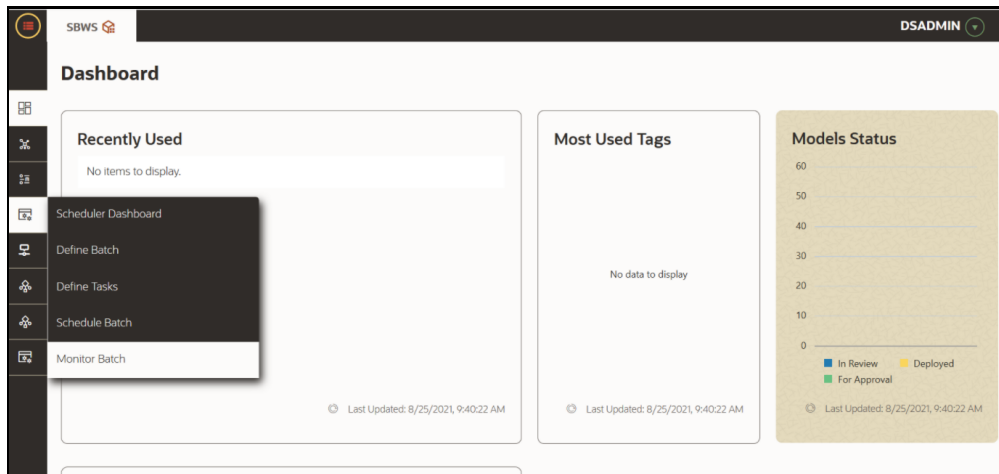 SBWS
DSADMIN
Dashboard
Recently Used
No items to display.
Scheduler Dashboard
Define Batch
Define Tasks
Schedule Batch
Monitor Batch
Last Updated: 8/25/2021, 9:40:22 AM
Most Used Tags
No data to display
Last Updated: 8/25/2021, 9:40:22 AM
Models Status
60
50
40
30
20
10
0
In Review
Deployed
For Approval
Last Updated: 8/25/2021, 9:40:22 AM